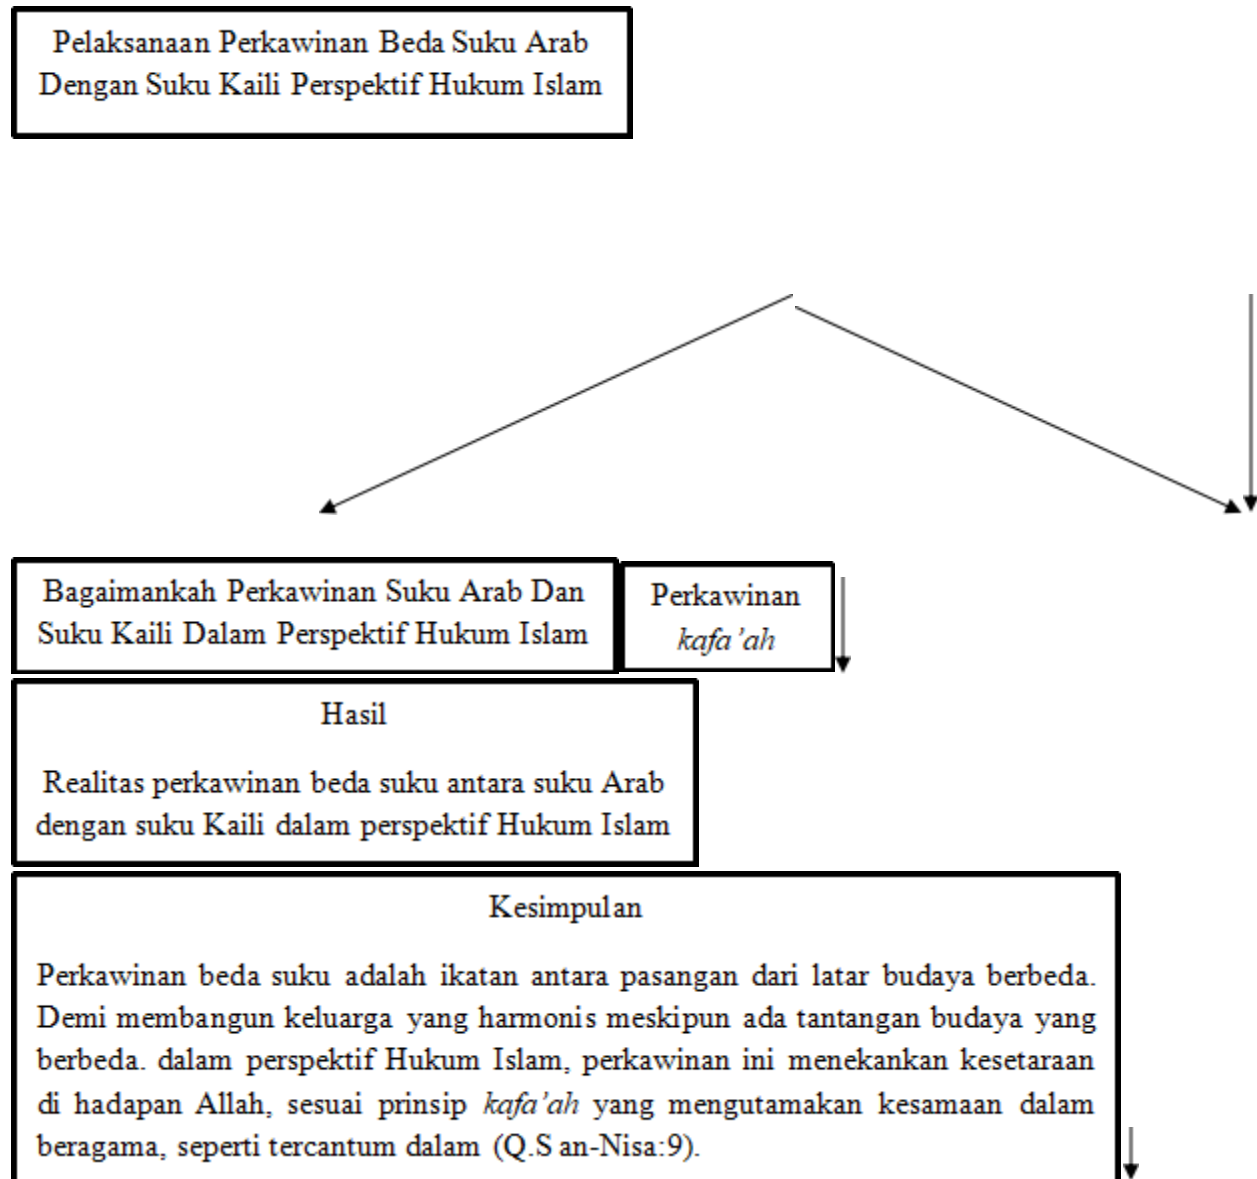 Pelaksanaan Perkawinan Beda Suku Arab
Dengan Suku Kaili Perspektif Hukum Islam
Bagaimankah Perkawinan Suku Arab Dan
Suku Kaili Dalam Perspektif Hukum Islam
Perkawinan
kafa’ah
Hasil
Realitas perkawinan beda suku antara suku Arab
dengan suku Kaili dalam perspektif Hukum Islam
Kesimpulan
Perkawinan beda suku adalah ikatan antara pasangan dari latar budaya berbeda.
Demi membangun keluarga yang harmonis meskipun ada tantangan budaya yang
berbeda. dalam perspektif Hukum Islam, perkawinan ini menekankan kesetaraan
di hadapan Allah, sesuai prinsip kafa’ah yang mengutamakan kesamaan dalam
beragama, seperti tercantum dalam (Q.S an-Nisa:9).